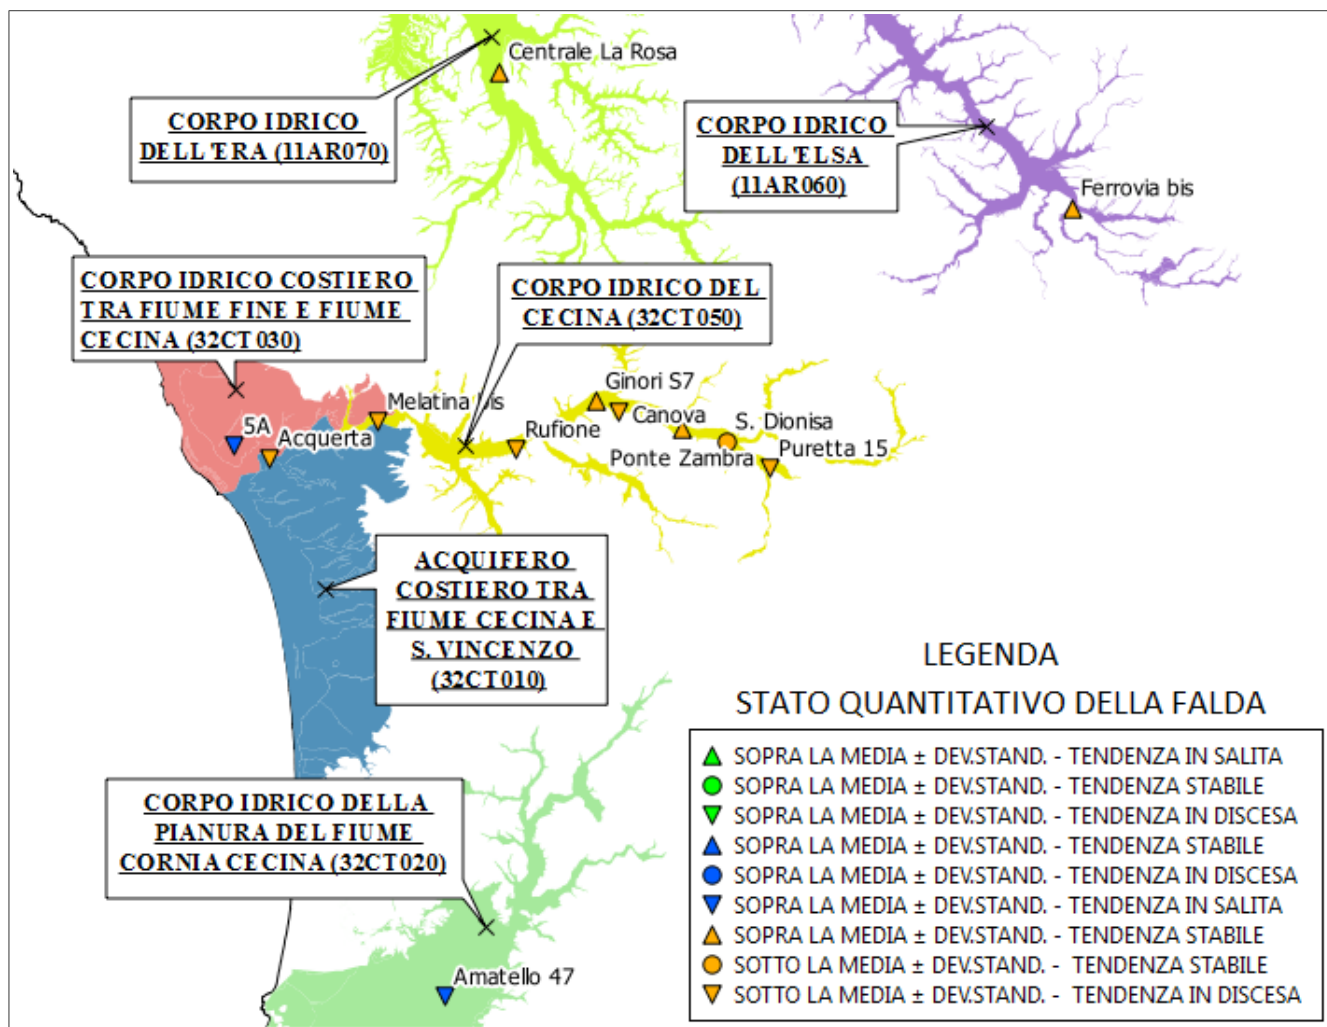 Centrale La Rosa
CORPO IDRICO
DELL'ERA (11AR070)
CORPO IDRICO
DELL'ELSA
(11AR060)
Ferrovia bis
CORPO IDRICO COSTIERO
TRA FIUME FINE E FIUME
CECINA (32CT030)
CORPO IDRICO DEL
CECINA (32CT050)
Ginori S7
Melatina bis
Canova
5A
Acquerta
Rufione
S. Dionisa
Ponte Zambra
Puretta 15
ACQUIFERO
COSTIERO TRA
FIUME CECINA E
S. VINCENZO
(32CT010)
CORPO IDRICO DELLA
PIANURA DEL FIUME
CORNIA CECINA (32CT020)
Amatello 47
LEGENDA
STATO QUANTITATIVO DELLA FALDA
SOPRA LA MEDIA ± DEV.STAND. - TENDENZA IN SALITA
SOPRA LA MEDIA ± DEV.STAND. - TENDENZA STABILE
SOPRA LA MEDIA ± DEV.STAND. - TENDENZA IN DISCESA
SOPRA LA MEDIA ± DEV.STAND. - TENDENZA STABILE
SOPRA LA MEDIA ± DEV.STAND. - TENDENZA IN DISCESA
SOPRA LA MEDIA ± DEV.STAND. - TENDENZA IN SALITA
SOPRA LA MEDIA ± DEV.STAND. - TENDENZA STABILE
SOTTO LA MEDIA ± DEV.STAND. - TENDENZA STABILE
SOTTO LA MEDIA ± DEV.STAND. - TENDENZA IN DISCESA